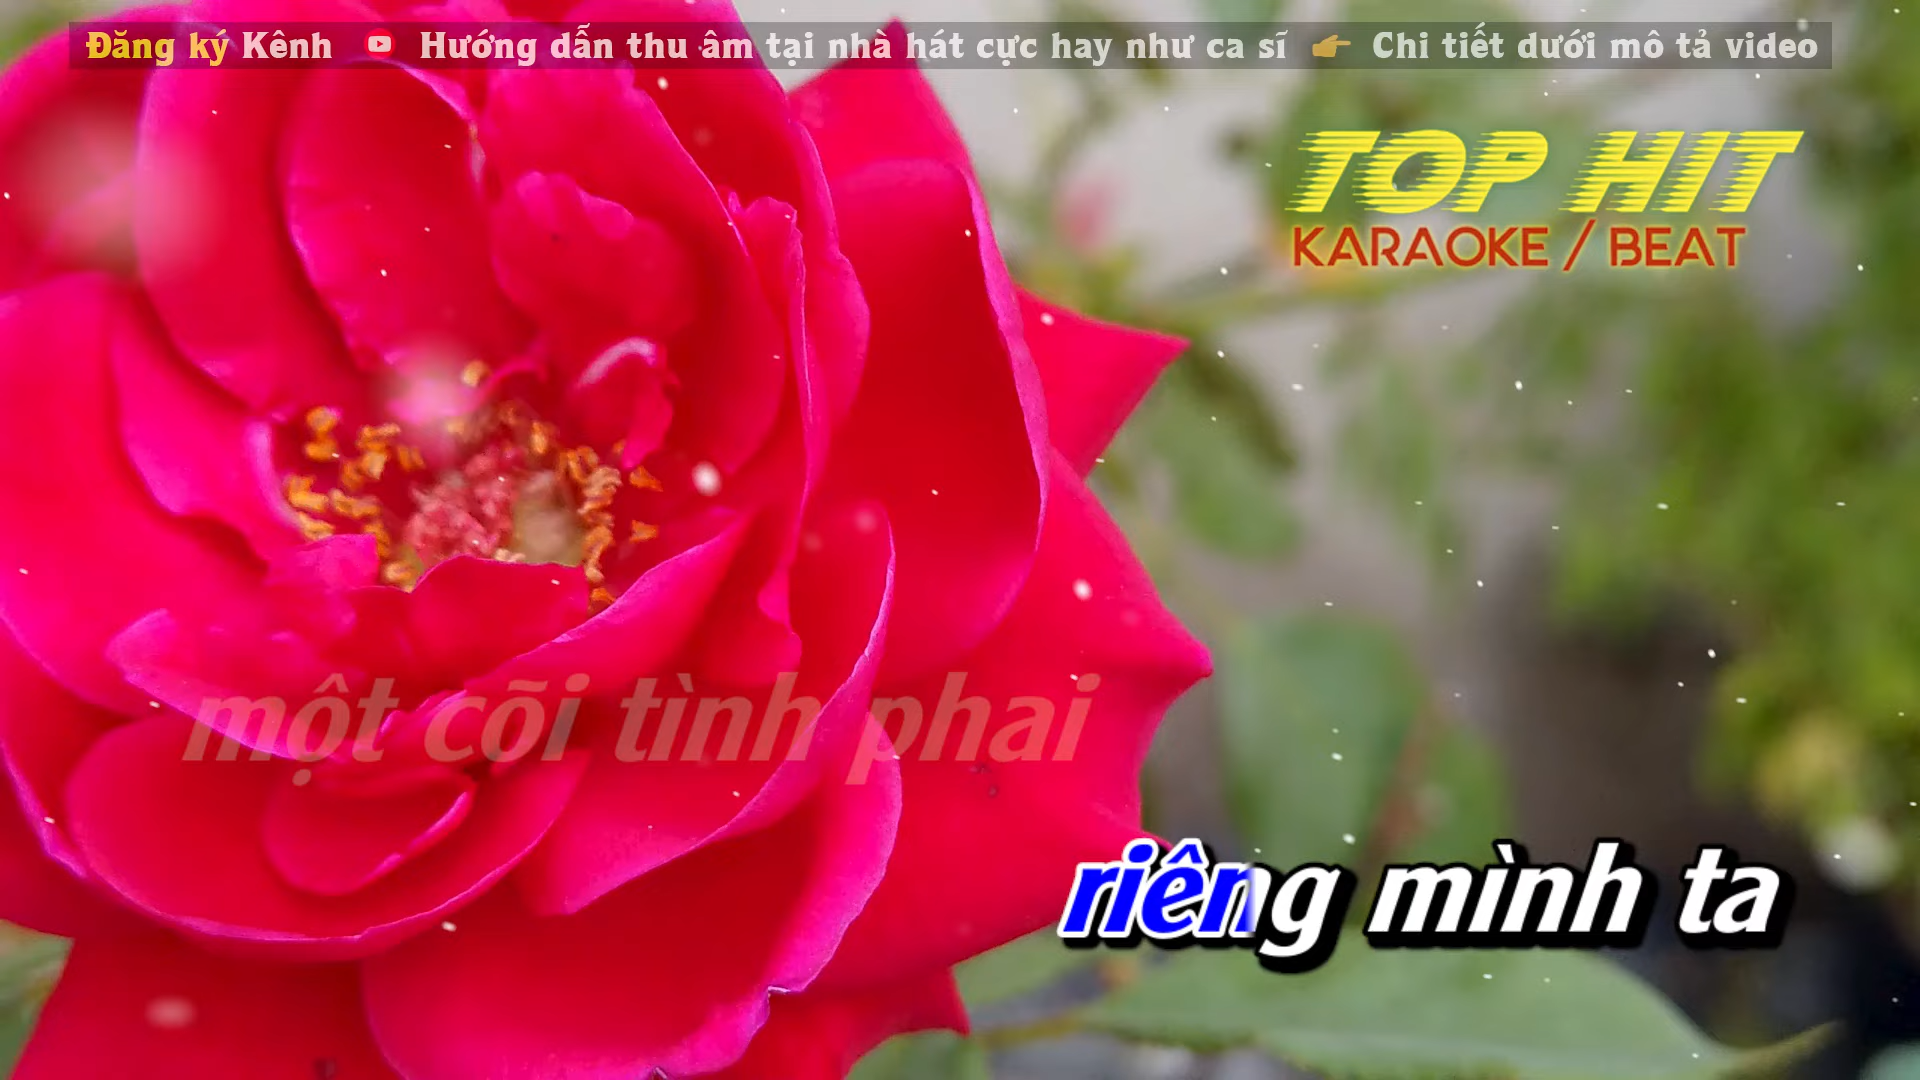 Đăng ký Kênh Hướng dẫn thu âm tại nhà hát cực hay như ca sĩ 👉 Chi tiết dưới mô tả video
TOP HIT
KARAOKE / BEAT
một cõi tình phai
riêng mình ta